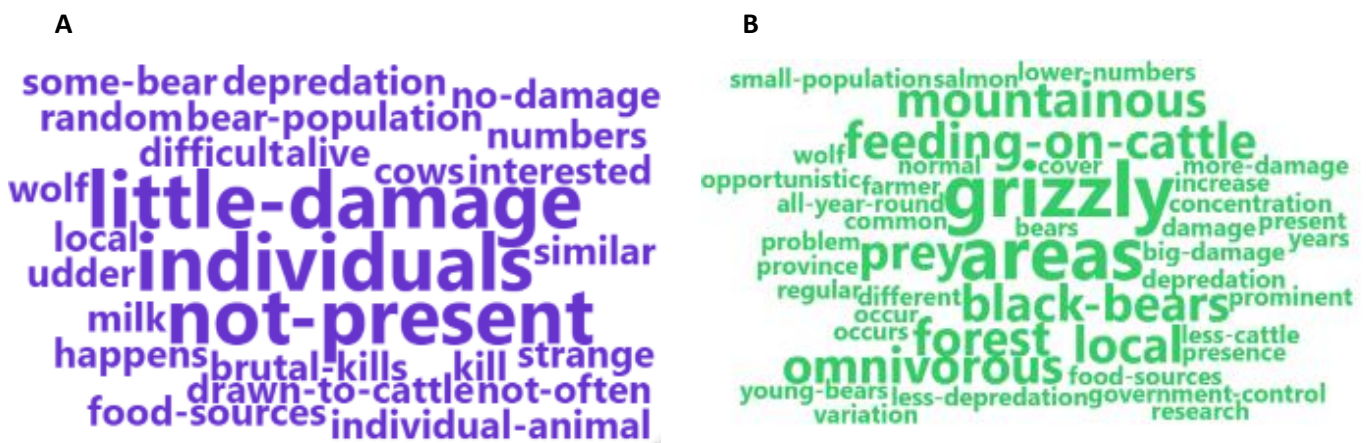 A
some-bear depredation no-damage
random bear-population numbers
difficult alive
cows interested
wolf little-damage
local individuals similar
udder
milk not-present
happens brutal-kills kill strange
drawn-to-cattle not-often
food-sources individual-animal
B
small-population salmon lower-numbers
mountainous
wolf feeding-on-cattle
normal cover more-damage
opportunistic farmer grizzly increase
all-year-round concentration
common bears damage present
problem prey areas big-damage years
province depredation
regular different black-bears prominent
occur
occurs forest local less-cattle
omnivorous presence
food-sources
young-bears less-depredation government-control
variation research